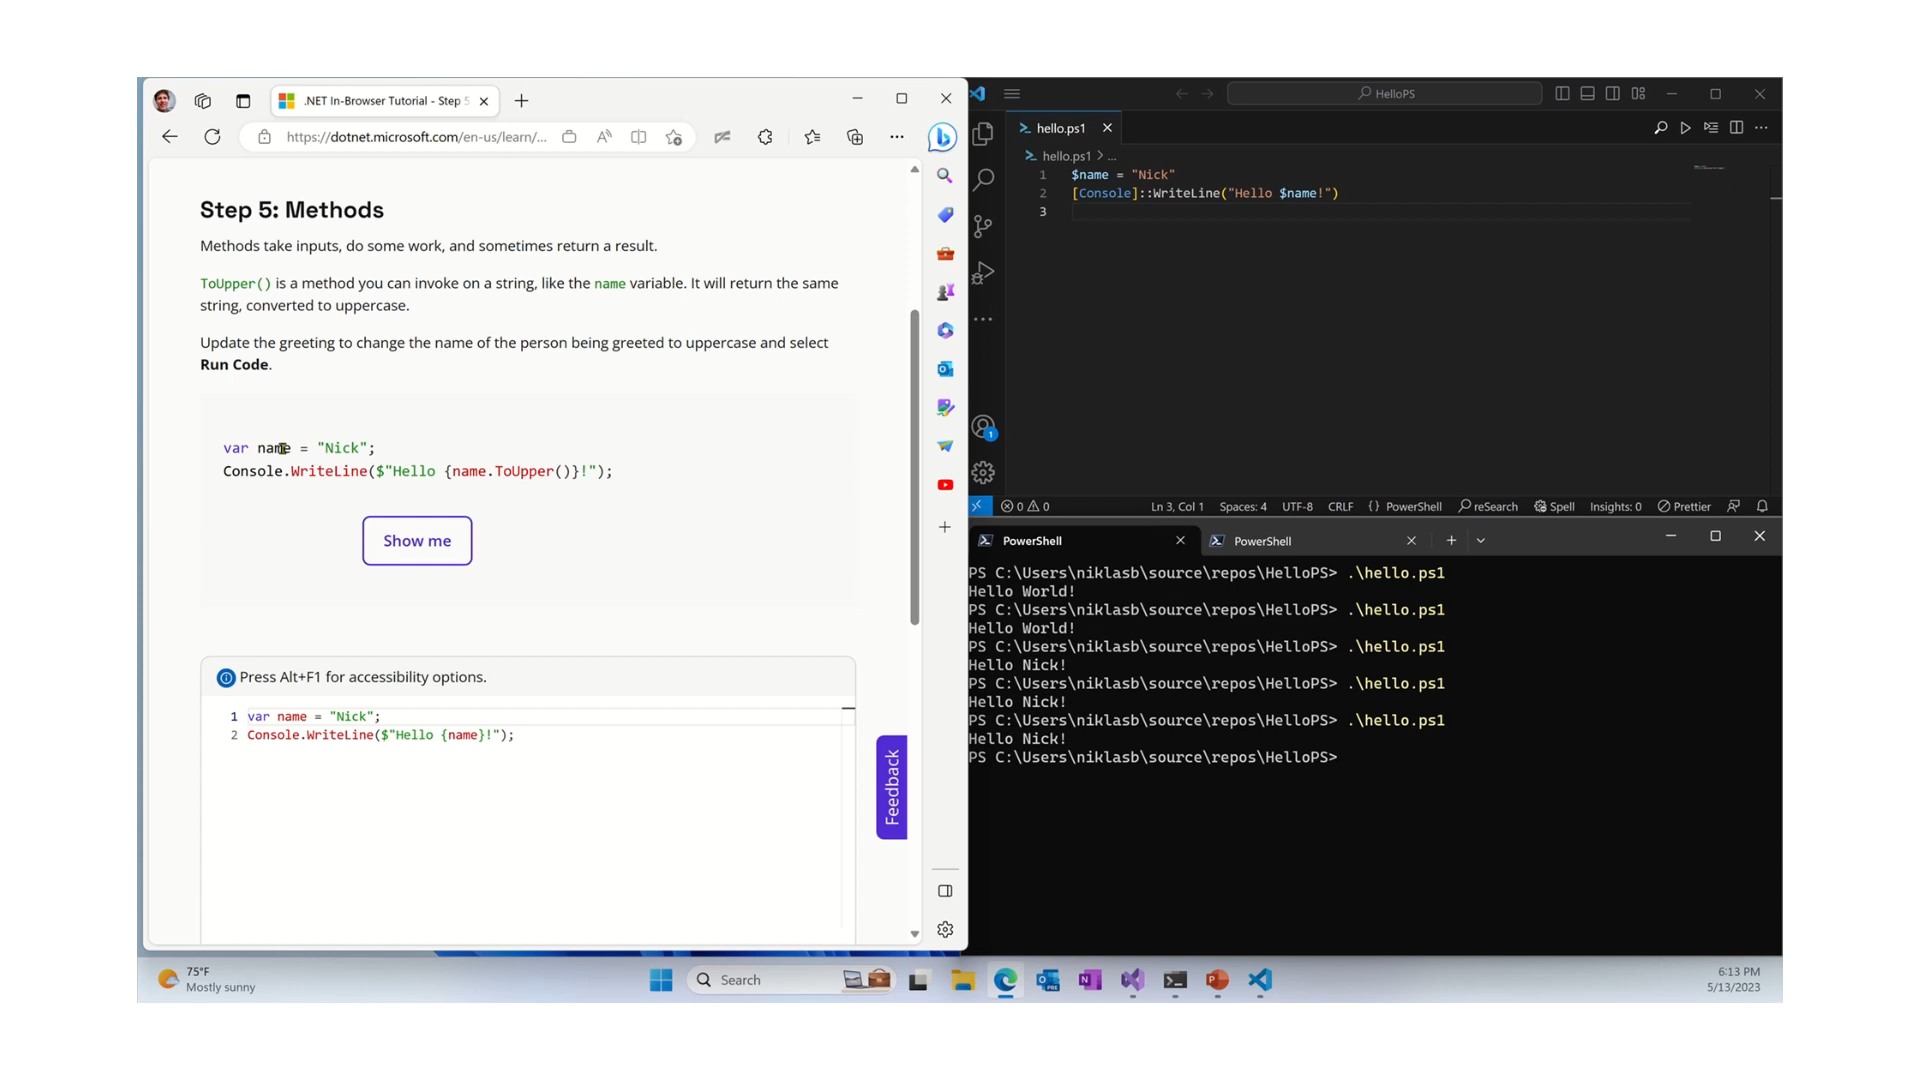 .NET In-Browser Tutorial - Step 5
https://dotnet.microsoft.com/en-us/learn/...
Step 5: Methods
Methods take inputs, do some work, and sometimes return a result.
ToUpper() is a method you can invoke on a string, like the name variable. It will return the same
string, converted to uppercase.
Update the greeting to change the name of the person being greeted to uppercase and select
Run Code.
var name = "Nick";
Console.WriteLine($"Hello {name.ToUpper()}!");
Show me
Press Alt+F1 for accessibility options.
1 var name = "Nick";
2 Console.WriteLine($"Hello {name}!");
Feedback
HelloPS
hello.ps1
hello.ps1 > ...
1 $name = "Nick"
2 [Console]::WriteLine("Hello $name!")
3
1
0 0 Ln 3, Col 1 Spaces: 4 UTF-8 CRLF {} PowerShell reSearch Spell Insights: 0 Prettier
PowerShell PowerShell
PS C:\Users\niklasb\source\repos\HelloPS> .\hello.ps1
Hello World!
PS C:\Users\niklasb\source\repos\HelloPS> .\hello.ps1
Hello World!
PS C:\Users\niklasb\source\repos\HelloPS> .\hello.ps1
Hello Nick!
PS C:\Users\niklasb\source\repos\HelloPS> .\hello.ps1
Hello Nick!
PS C:\Users\niklasb\source\repos\HelloPS> .\hello.ps1
Hello Nick!
PS C:\Users\niklasb\source\repos\HelloPS>
75°F
Mostly sunny
Search
6:13 PM
5/13/2023